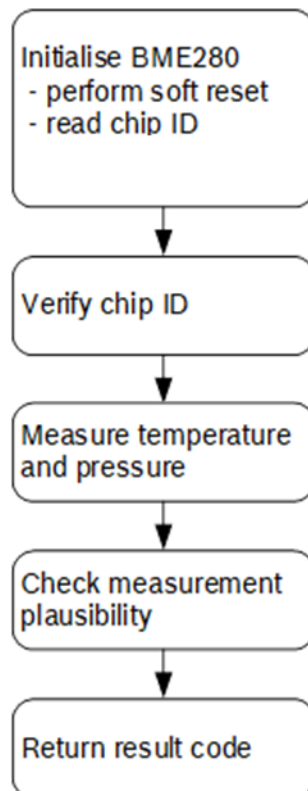 Initialise BME280
- perform soft reset
- read chip ID
Verify chip ID
Measure temperature
and pressure
Check measurement
plausibility
Return result code